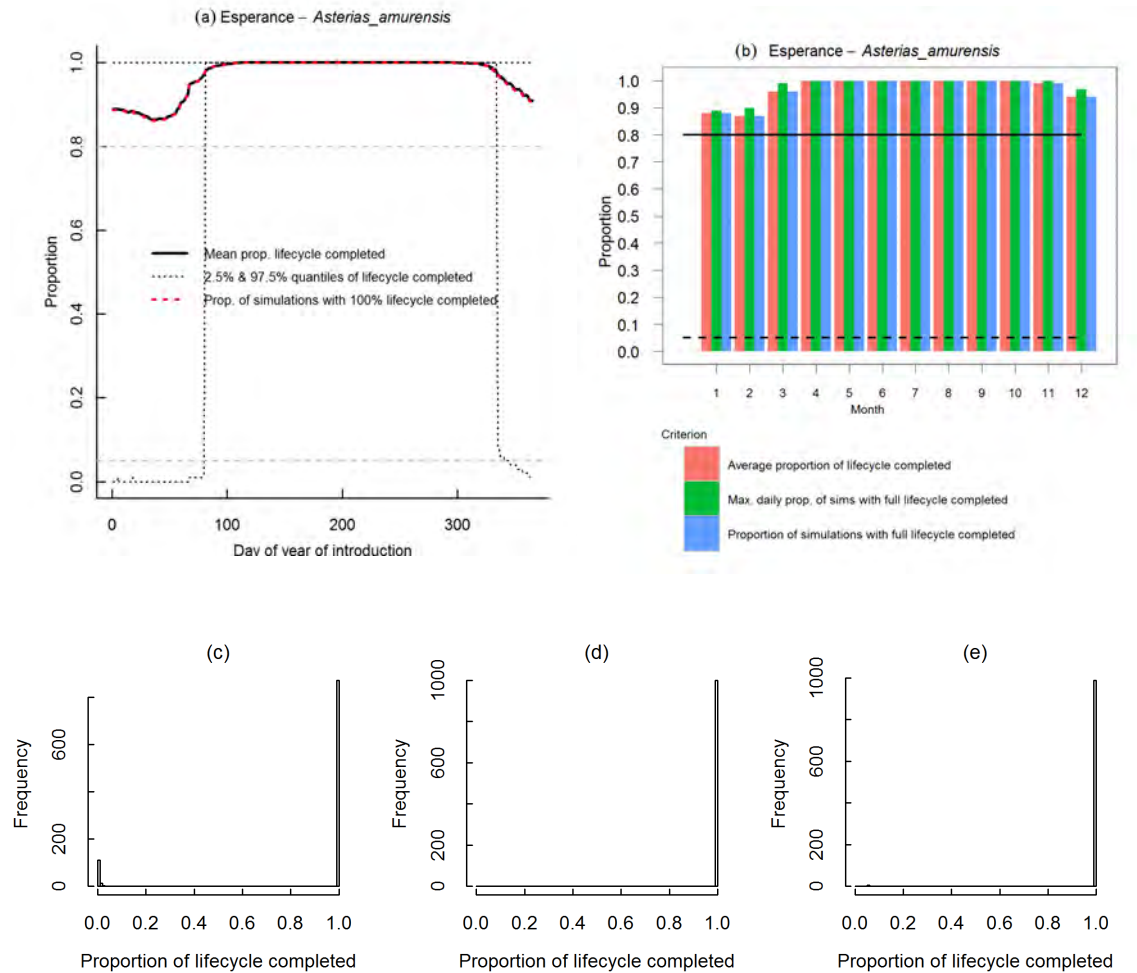 (a) Esperance – Asterias_amurensis
1.0
0.8
0.6
0.4
0.2
0.0
Proportion
Mean prop. lifecycle completed
2.5% & 97.5% quantiles of lifecycle completed
Prop. of simulations with 100% lifecycle completed
0 100 200 300
Day of year of introduction
(b) Esperance – Asterias_amurensis
1.0
0.9
0.8
0.7
0.6
0.5
0.4
0.3
0.2
0.1
0.0
Proportion
1 2 3 4 5 6 7 8 9 10 11 12
Month
Criterion
Average proportion of lifecycle completed
Max. daily prop. of sims with full lifecycle completed
Proportion of simulations with full lifecycle completed
(c)
600
200
0
Frequency
0.0 0.2 0.4 0.6 0.8 1.0
Proportion of lifecycle completed
(d)
1000
600
200
0
Frequency
0.0 0.2 0.4 0.6 0.8 1.0
Proportion of lifecycle completed
(e)
1000
600
200
0
Frequency
0.0 0.2 0.4 0.6 0.8 1.0
Proportion of lifecycle completed